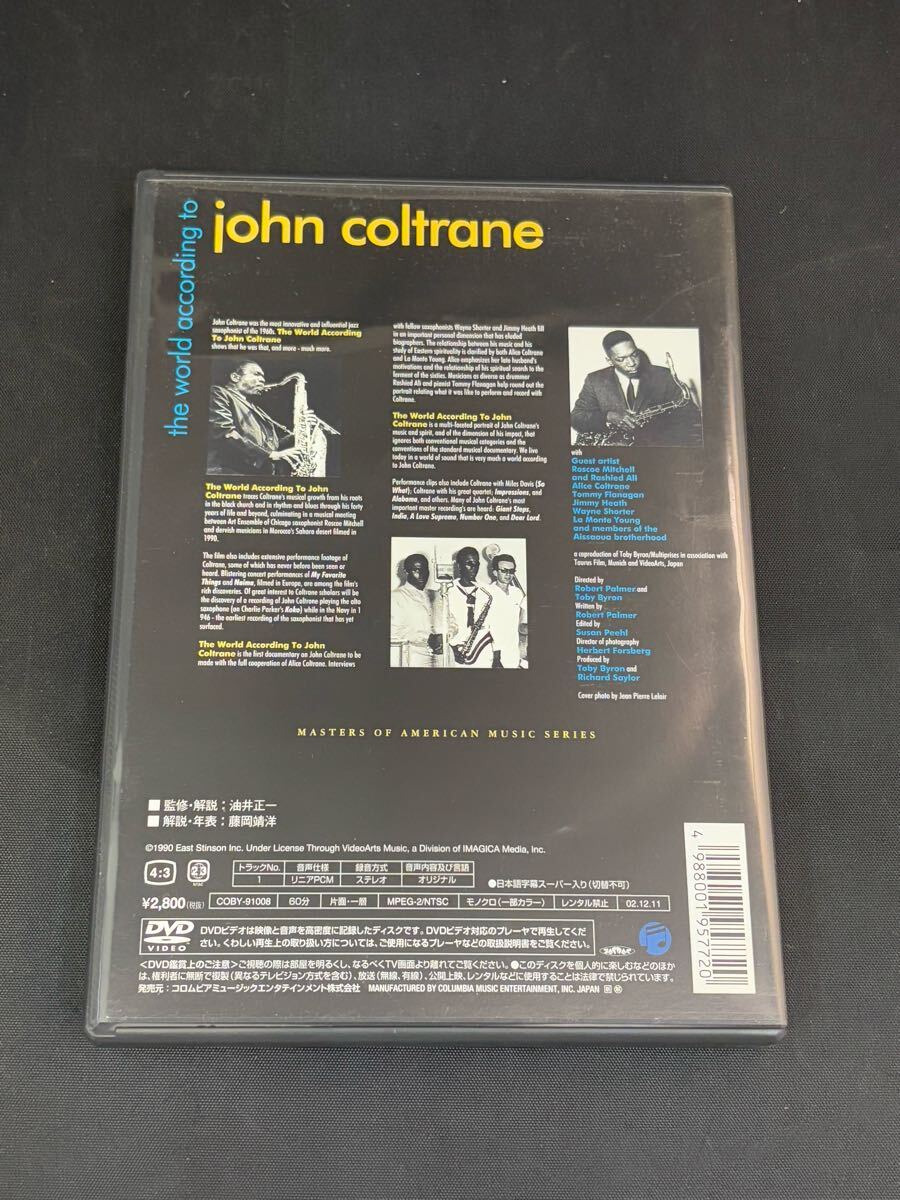 the world according to
john coltrane
John Coltrane was the most innovative and influential jazz
saxophonist of the 1960s. The World According
To John Coltrane
shows that he was that, and more - much more.
The World According To John
Coltrane traces Coltrane's musical growth from his roots
in the black church and in rhythm and blues through his forty
years of life and beyond, culminating in a musical meeting
between Art Ensemble of Chicago saxophonist Roscoe Mitchell
and dervish musicians in Morocco's Sahara desert filmed in
1990.
The film also includes extensive performance footage of
Coltrane, some of which has never before been seen or
heard. Blistering concert performances of My Favorite
Things and Naima, filmed in Europe, are among the film's
rich discoveries. Of great interest to Coltrane scholars will be
the discovery of a recording of John Coltrane playing the alto
saxophone (on Charlie Parker's Koko) while in the Navy in 1
946 - the earliest recording of the saxophonist that has yet
surfaced.
The World According To John
Coltrane is the first documentary on John Coltrane to be
made with the full cooperation of Alice Coltrane. Interviews
with fellow saxophonists Wayne Shorter and Jimmy Heath fill
in an important personal dimension that has eluded
biographers. The relationship between his music and his
study of Eastern spirituality is clarified by both Alice Coltrane
and La Monte Young. Alice emphasizes her late husband's
motivations and the relationship of his spiritual search to the
ferment of the sixties. Musicians as diverse as drummer
Rashied Ali and pianist Tommy Flanagan help round out the
portrait relating what it was like to perform and record with
Coltrane.
The World According To John
Coltrane is a multi-faceted portrait of John Coltrane's
music and spirit, and of the dimension of his impact, that
ignores both conventional musical categories and the
conventions of the standard musical documentary. We live
today in a world of sound that is very much a world according
to John Coltrane.
Performance clips also include Coltrane with Miles Davis (So
What); Coltrane with his great quartet; Impressions, and
Alabama, and others. Many of John Coltrane's most
important master recording's are heard: Giant Steps,
India, A Love Supreme, Number One, and Dear Lord.
with
Guest artist
Roscoe Mitchell
and Rashied Ali
Alice Coltrane
Tommy Flanagan
Jimmy Heath
Wayne Shorter
La Monte Young
and members of the
Aissaoua brotherhood
a coproduction of Toby Byron/Multiprises in association with
Taurus Film, Munich and VideoArts, Japan
Directed by
Robert Palmer and
Toby Byron
Written by
Robert Palmer
Edited by
Susan Peehl
Director of photography
Herbert Forsberg
Produced by
Toby Byron and
Richard Saylor
Cover photo by Jean Pierre Leloir
MASTERS OF AMERICAN MUSIC SERIES
■監修・解説：油井正一
■解説・年表：藤岡靖洋
©1990 East Stinson Inc. Under License Through VideoArts Music, a Division of IMAGICA Media, Inc.
4:3
2 3
NTSC
トラックNo. 音声仕様 録音方式 音声内容及び言語
1 リニアPCM ステレオ オリジナル
●日本語字幕スーパー入り(切替不可)
¥2,800(税抜) COBY-91008 60分 片面・一層 MPEG-2/NTSC モノクロ(一部カラー) レンタル禁止 02.12.11
DVD
VIDEO
DVDビデオは映像と音声を高密度に記録したディスクです。DVDビデオ対応のプレーヤで再生してくだ
さい。くわしい再生上の取り扱い方については、ご使用になるプレーヤなどの取扱説明書をご覧ください。
＜DVD鑑賞上のご注意＞●ご視聴の際は部屋を明るくし、なるべくTV画面より離れてご覧ください。●このディスクを個人的に楽しむなどのほか
は、権利者に無断で複製(異なるテレビジョン方式を含む)、放送(無線、有線)、公開上映、レンタルなどに使用することは法律で禁じられています。
発売元：コロムビアミュージックエンタテインメント株式会社 MANUFACTURED BY COLUMBIA MUSIC ENTERTAINMENT, INC. JAPAN
4 988001 957720